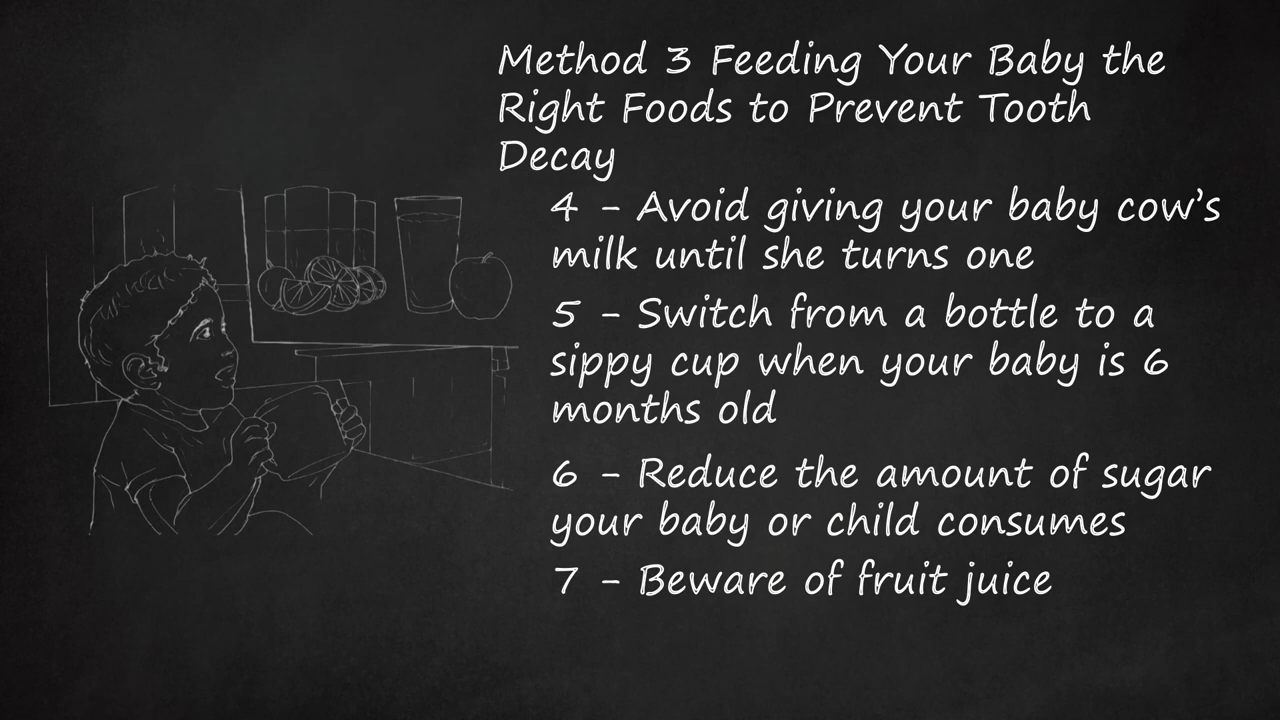 Method 3 Feeding Your Baby the
Right Foods to Prevent Tooth
Decay
4 – Avoid giving your baby cow’s
milk until she turns one
5 – Switch from a bottle to a
sippy cup when your baby is 6
months old
6 – Reduce the amount of sugar
your baby or child consumes
7 – Beware of fruit juice